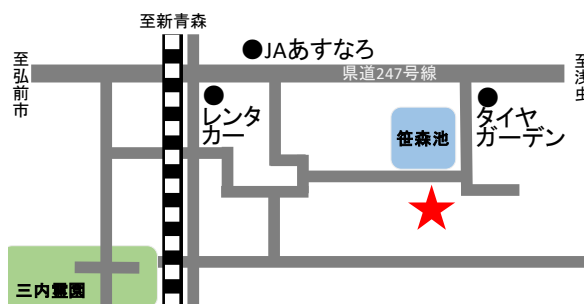 至新青森
●JAあすなろ
至弘前市
県道247号線
至浅虫
レンタ
カー
笹森池
タイヤ
ガーデン
三内霊園